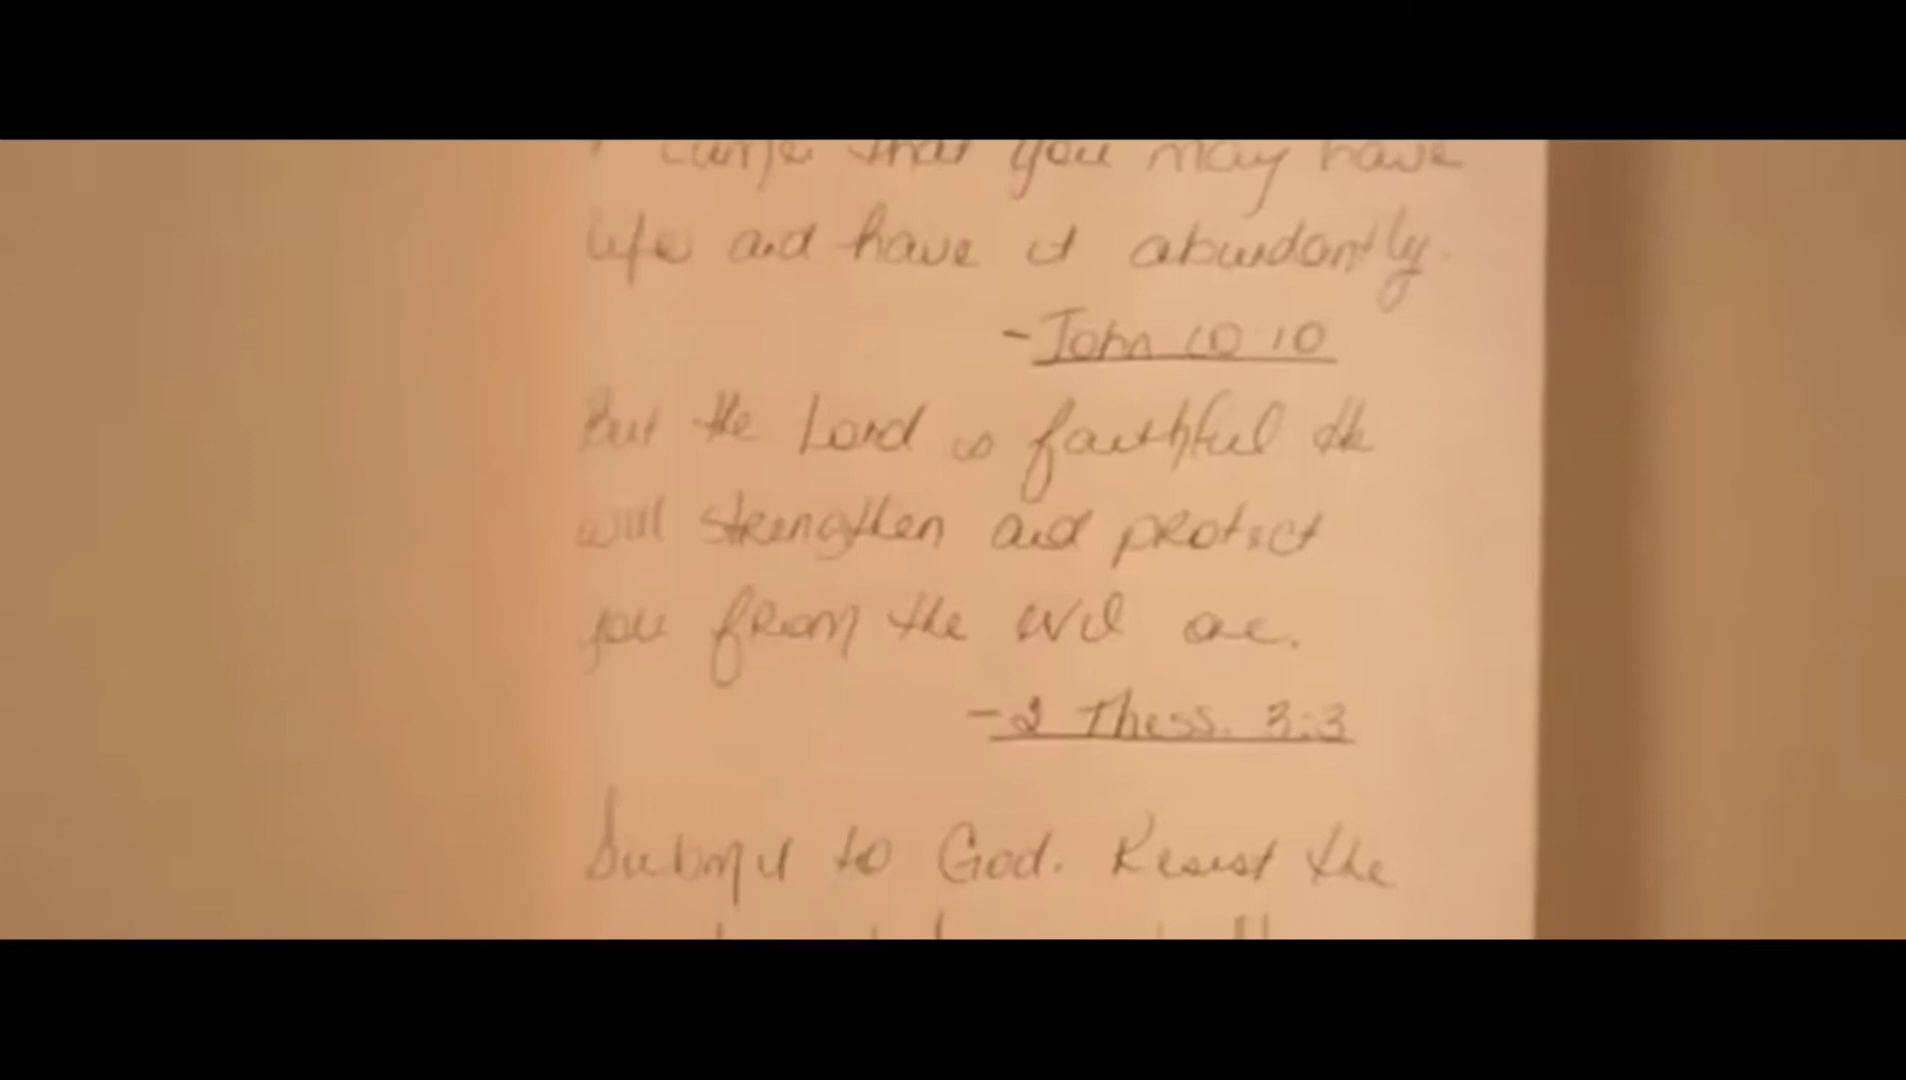 I came that you may have
life and have it abundantly.
- John 10:10
But the Lord is faithful He
will strengthen and protect
you from the evil one.
- 2 Thess. 3:3
Submit to God. Resist the